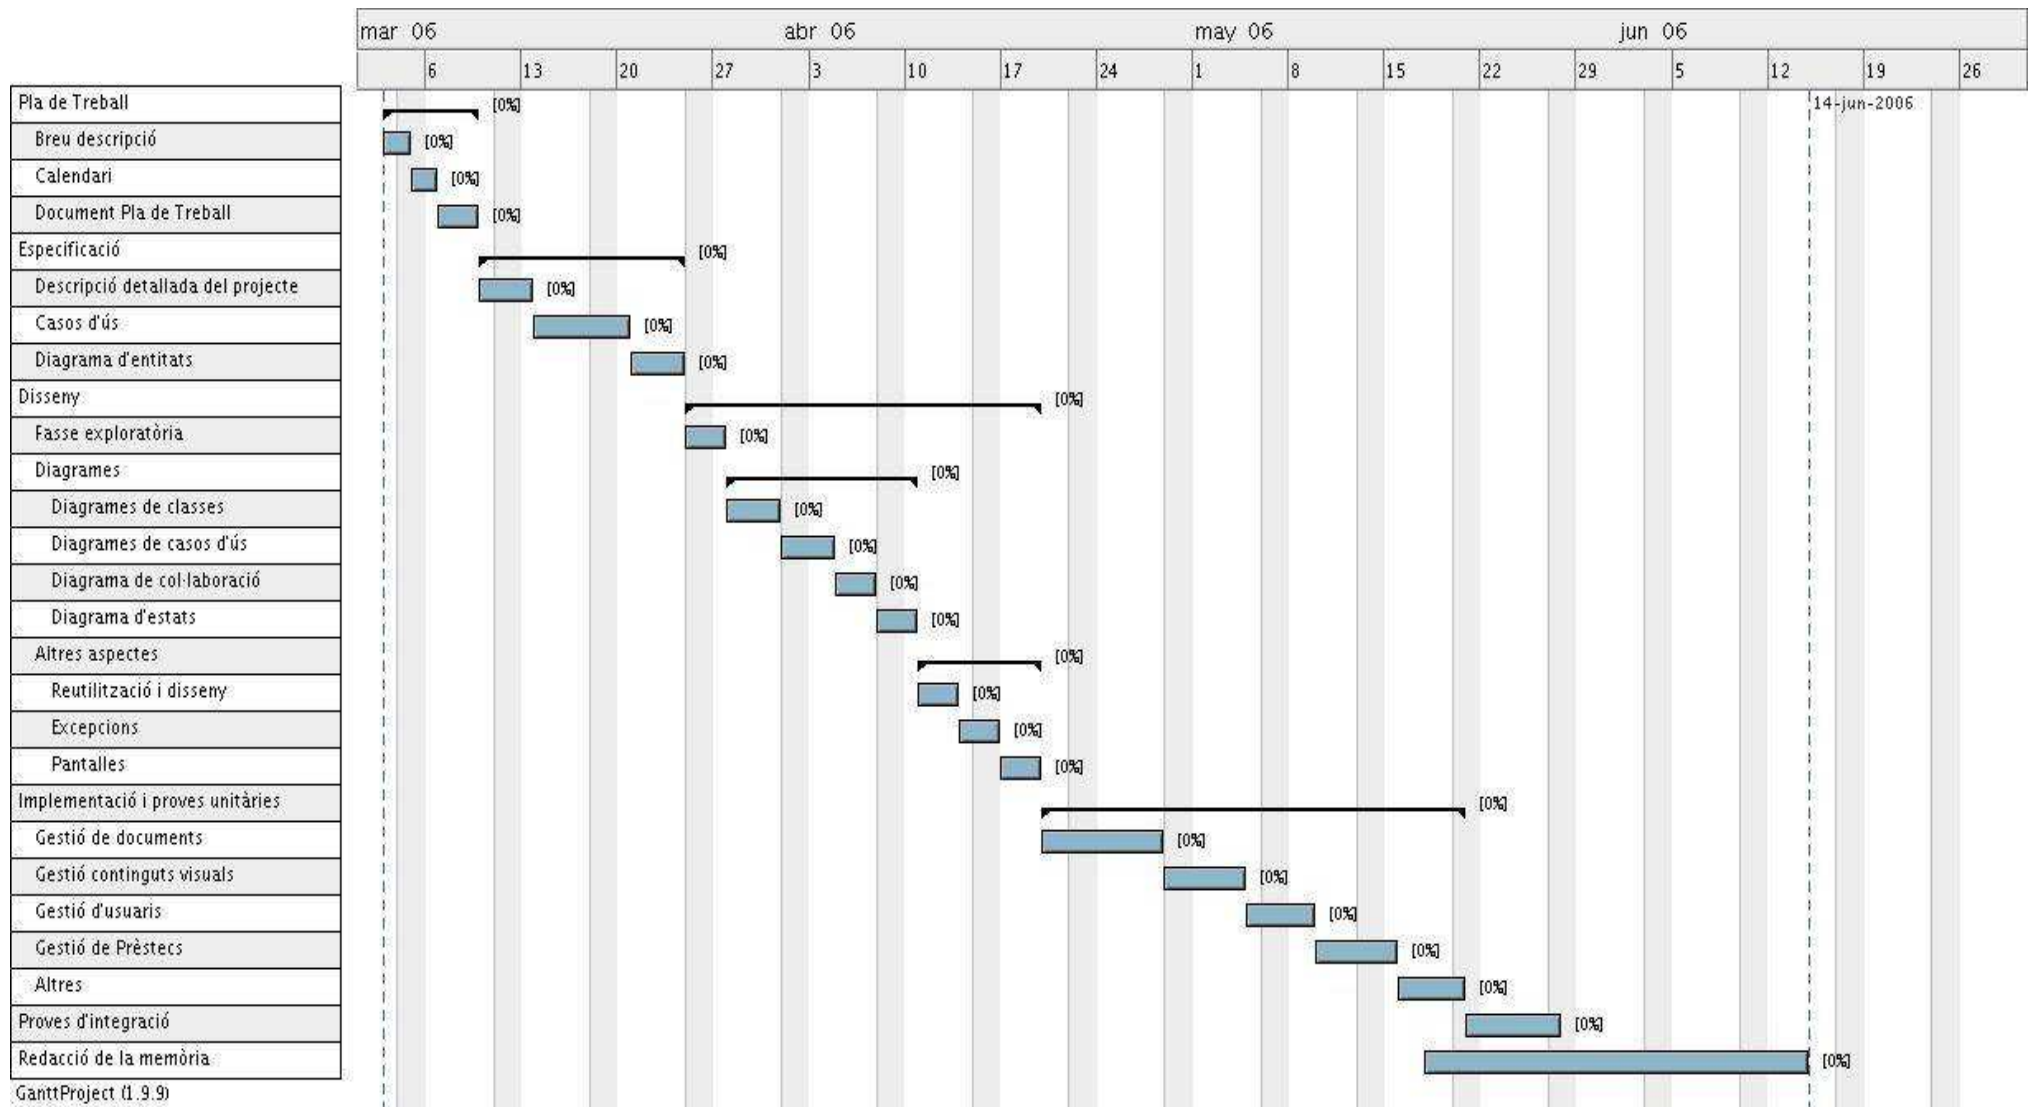 mar 06 abr 06 may 06 jun 06
6 13 20 27 3 10 17 24 1 8 15 22 29 5 12 19 26
Pla de Treball [0%] 14-jun-2006
Breu descripció [0%]
Calendari [0%]
Document Pla de Treball [0%]
Especificació [0%]
Descripció detallada del projecte [0%]
Casos d'ús [0%]
Diagrama d'entitats [0%]
Disseny [0%]
Fasse exploratòria [0%]
Diagrames [0%]
Diagrames de classes [0%]
Diagrames de casos d'ús [0%]
Diagrama de col·laboració [0%]
Diagrama d'estats [0%]
Altres aspectes [0%]
Reutilització i disseny [0%]
Excepcions [0%]
Pantalles [0%]
Implementació i proves unitàries [0%]
Gestió de documents [0%]
Gestió continguts visuals [0%]
Gestió d'usuaris [0%]
Gestió de Prèstecs [0%]
Altres [0%]
Proves d'integració [0%]
Redacció de la memòria [0%]
GanttProject (1.9.9)